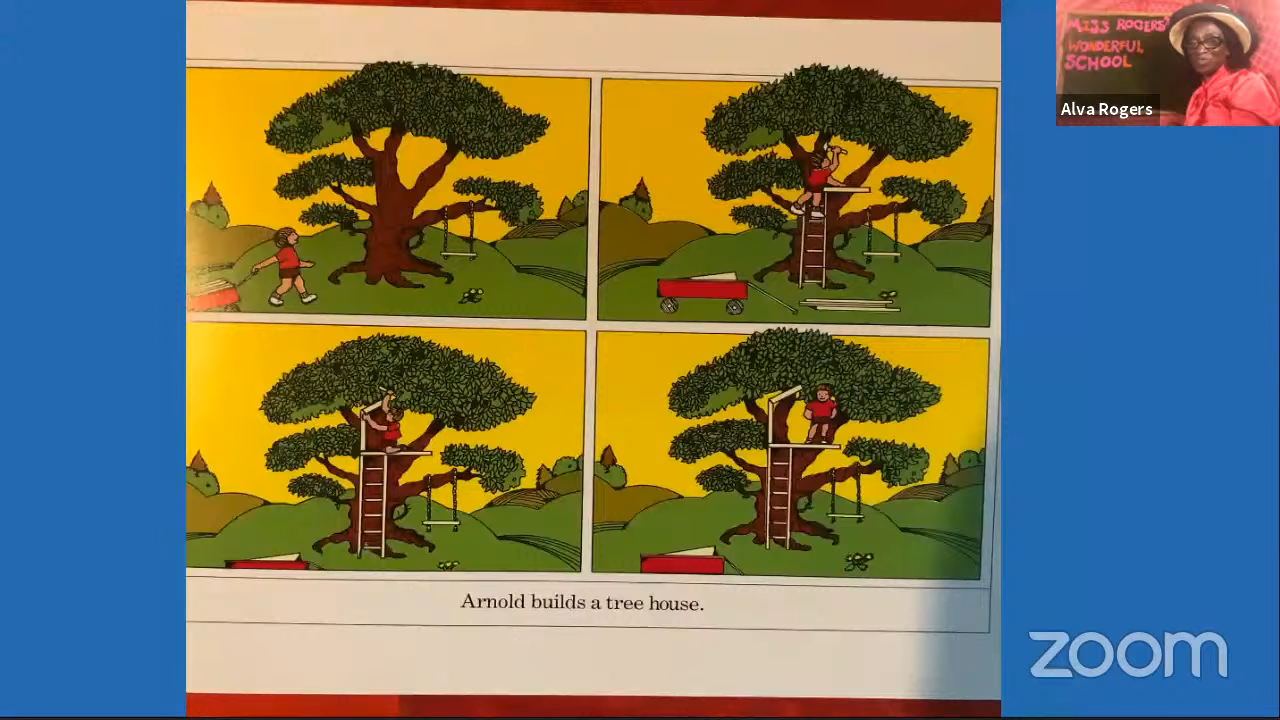 MISS ROGERS'
WONDERFUL
SCHOOL
Alva Rogers
Arnold builds a tree house.
zoom